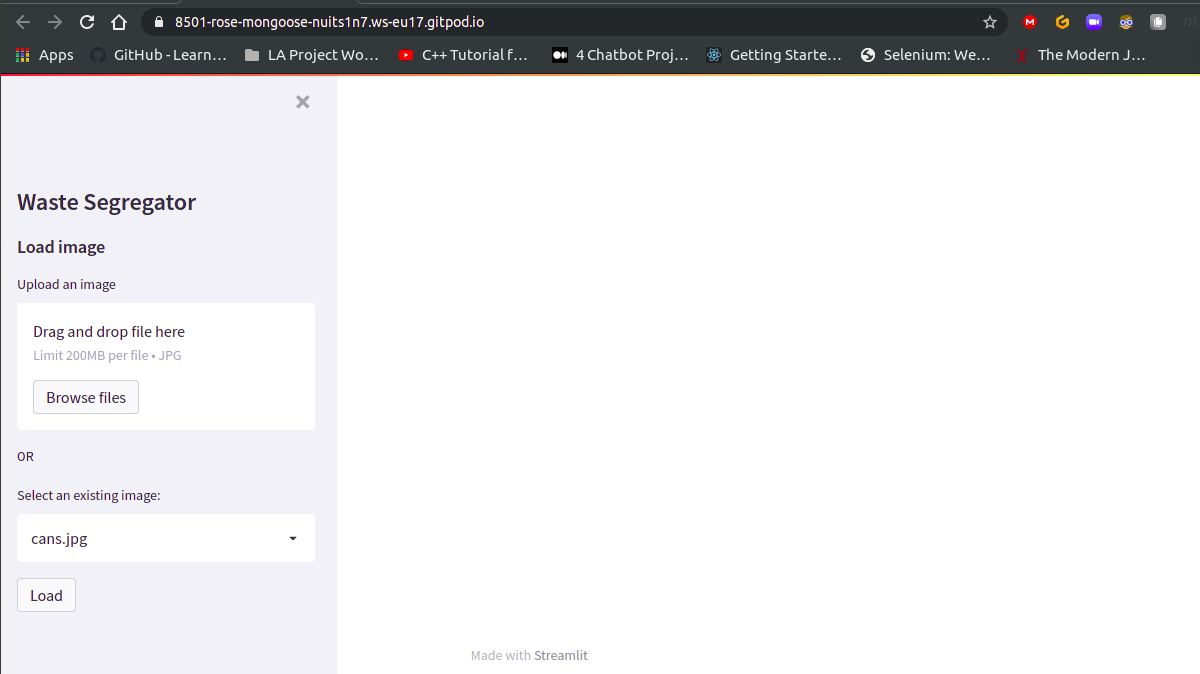 8501-rose-mongoose-nuits1n7.ws-eu17.gitpod.io
Apps GitHub - Learn... LA Project Wo... C++ Tutorial f... 4 Chatbot Proj... Getting Starte... Selenium: We... The Modern J...
Waste Segregator
Load image
Upload an image
Drag and drop file here
Limit 200MB per file • JPG
Browse files
OR
Select an existing image:
cans.jpg
Load
Made with Streamlit